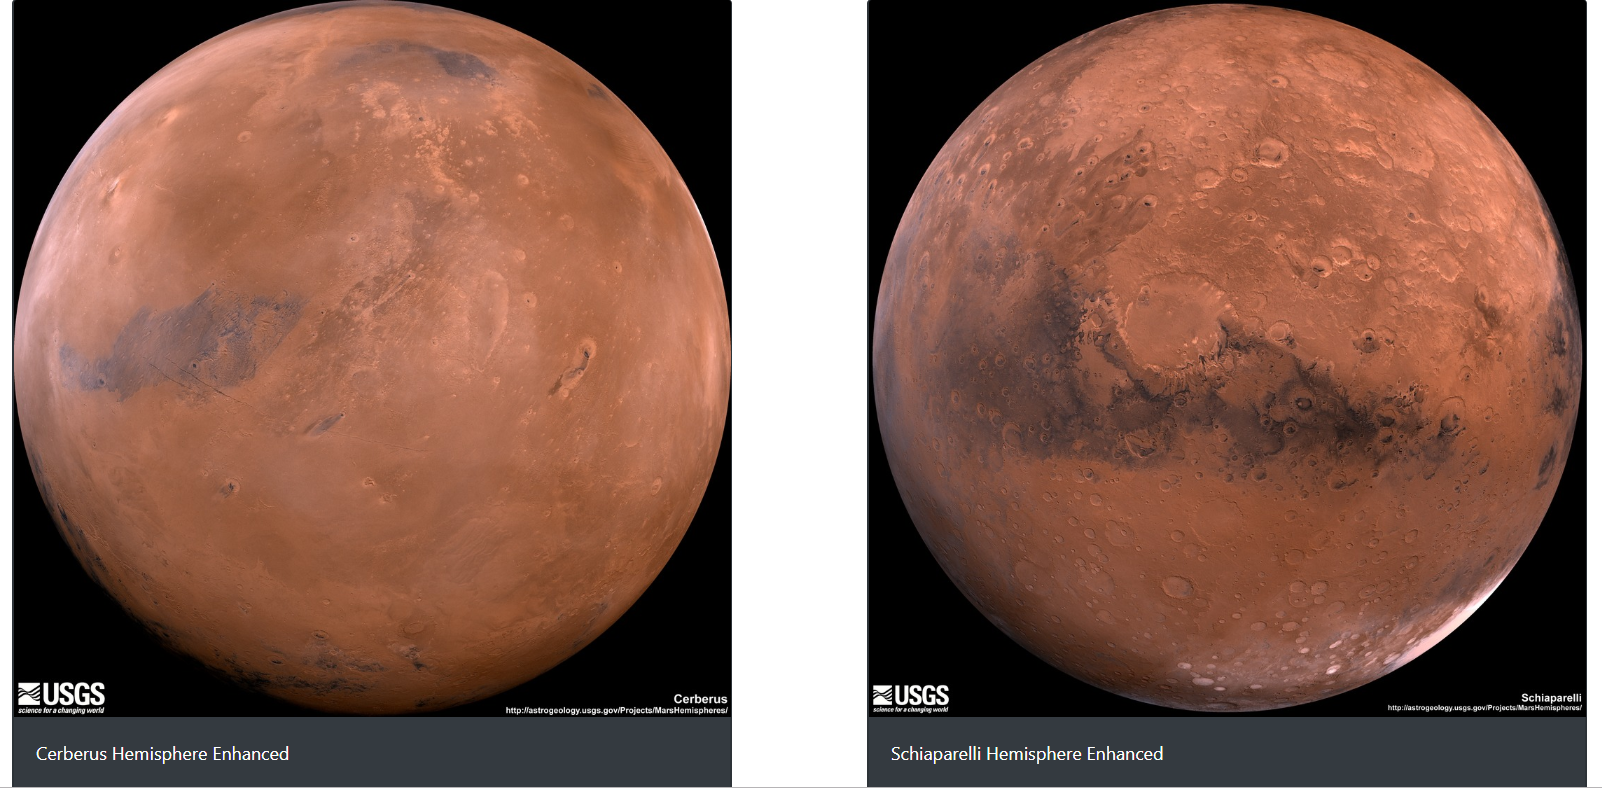 USGS
science for a changing world
Cerberus
http://astrogeology.usgs.gov/Projects/MarsHemispheres/
Cerberus Hemisphere Enhanced
USGS
science for a changing world
Schiaparelli
http://astrogeology.usgs.gov/Projects/MarsHemispheres/
Schiaparelli Hemisphere Enhanced